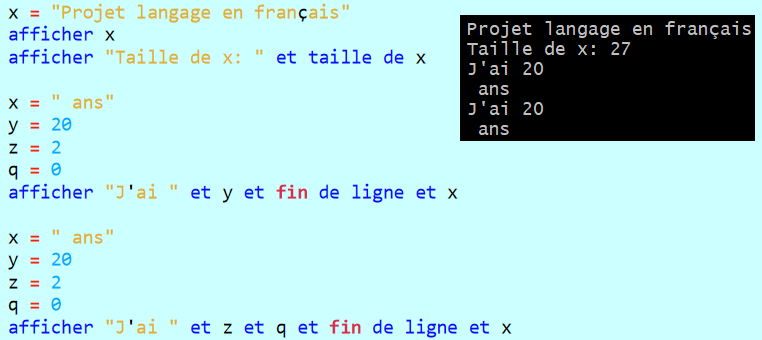 x = "Projet langage en français"
afficher x
afficher "Taille de x: " et taille de x
x = " ans"
y = 20
z = 2
q = 0
afficher "J'ai " et y et fin de ligne et x
x = " ans"
y = 20
z = 2
q = 0
afficher "J'ai " et z et q et fin de ligne et x
Projet langage en français
Taille de x: 27
J'ai 20
ans
J'ai 20
ans